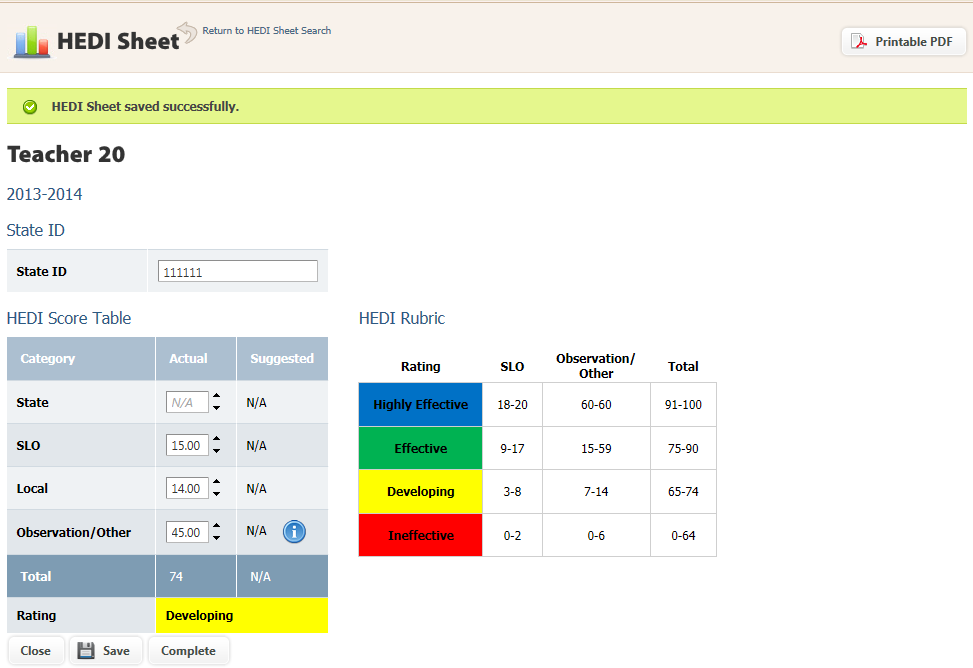 HEDI Sheet
Return to HEDI Sheet Search
Printable PDF
HEDI Sheet saved successfully.
Teacher 20
2013-2014
State ID
State ID 111111
HEDI Score Table
Category Actual Suggested
State N/A N/A
SLO 15.00 N/A
Local 14.00 N/A
Observation/Other 45.00 N/A
Total 74 N/A
Rating Developing
Close Save Complete
HEDI Rubric
Rating SLO Observation/ Other Total
Highly Effective 18-20 60-60 91-100
Effective 9-17 15-59 75-90
Developing 3-8 7-14 65-74
Ineffective 0-2 0-6 0-64